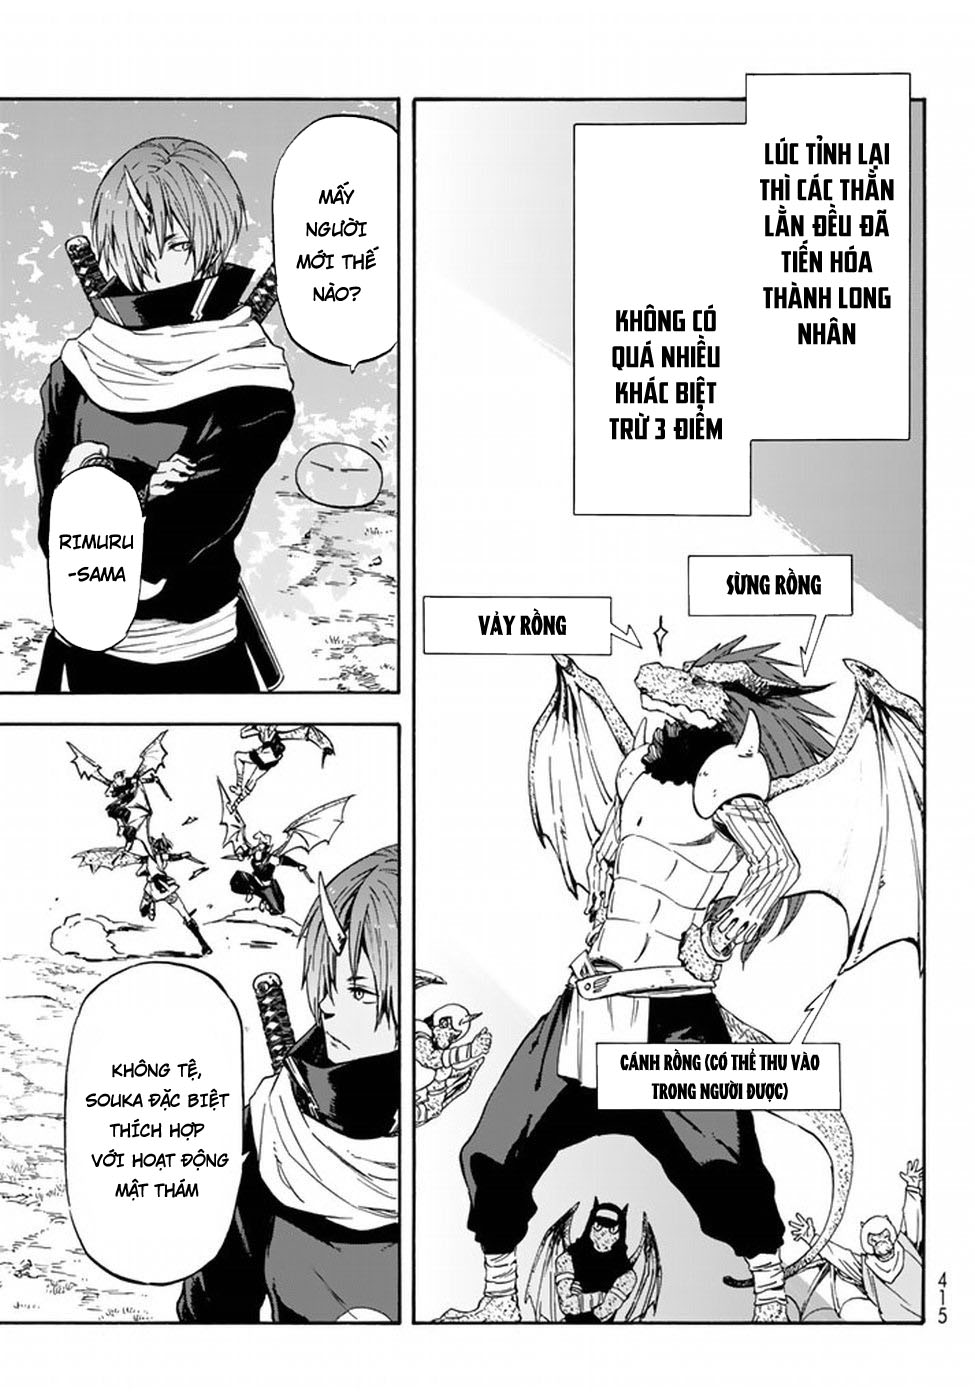 LÚC TỈNH LẠI
THÌ CÁC THẰN
LẰN ĐỀU ĐÃ
TIẾN HÓA
THÀNH LONG
NHÂN
KHÔNG CÓ
QUÁ NHIỀU
KHÁC BIỆT
TRỪ 3 ĐIỂM
SỪNG RỒNG
VẢY RỒNG
CÁNH RỒNG (CÓ THỂ THU VÀO
TRONG NGƯỜI ĐƯỢC)
MẤY
NGƯỜI
MỚI THẾ
NÀO?
RIMURU
-SAMA
KHÔNG TỆ,
SOUKA ĐẶC BIỆT
THÍCH HỢP
VỚI HOẠT ĐỘNG
MẬT THÁM
415